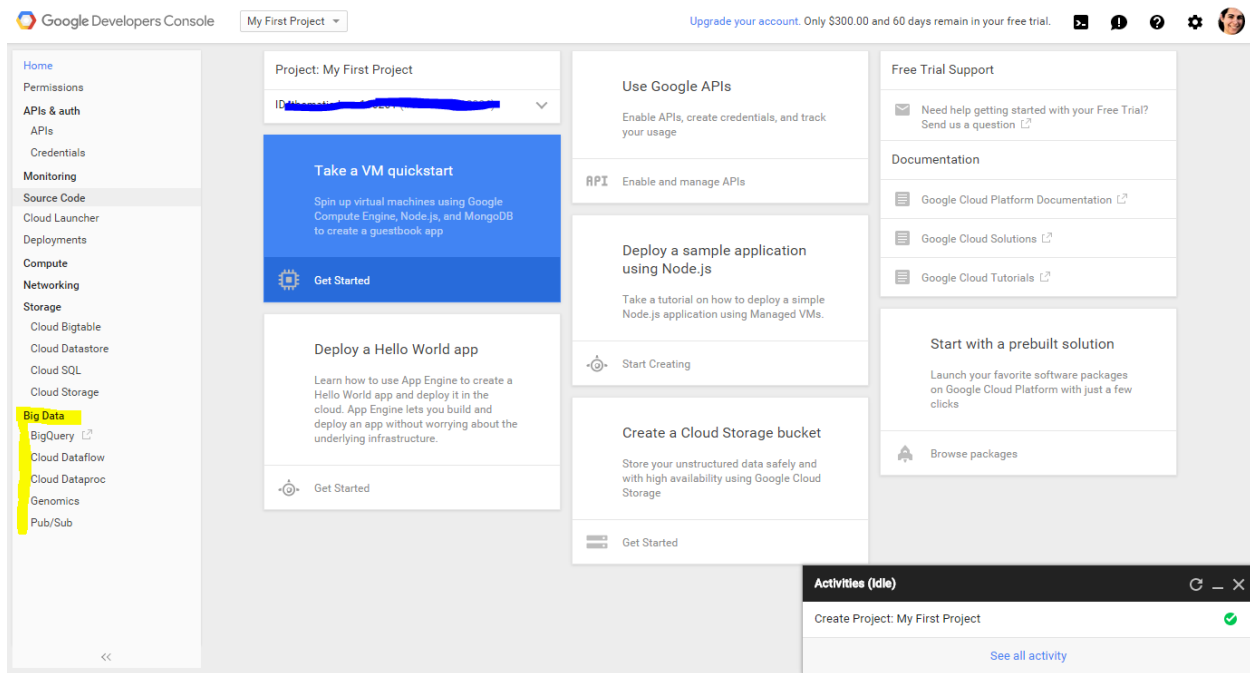 Google Developers Console
My First Project
Upgrade your account. Only $300.00 and 60 days remain in your free trial.
Home
Permissions
APIs & auth
APIs
Credentials
Monitoring
Source Code
Cloud Launcher
Deployments
Compute
Networking
Storage
Cloud Bigtable
Cloud Datastore
Cloud SQL
Cloud Storage
Big Data
BigQuery
Cloud Dataflow
Cloud Dataproc
Genomics
Pub/Sub
Project: My First Project
ID
Take a VM quickstart
Spin up virtual machines using Google
Compute Engine, Node.js, and MongoDB
to create a guestbook app
Get Started
Deploy a Hello World app
Learn how to use App Engine to create a
Hello World app and deploy it in the
cloud. App Engine lets you build and
deploy an app without worrying about the
underlying infrastructure.
Get Started
Use Google APIs
Enable APIs, create credentials, and track
your usage
API Enable and manage APIs
Deploy a sample application
using Node.js
Take a tutorial on how to deploy a simple
Node.js application using Managed VMs.
Start Creating
Create a Cloud Storage bucket
Store your unstructured data safely and
with high availability using Google Cloud
Storage
Get Started
Free Trial Support
Need help getting started with your Free Trial?
Send us a question
Documentation
Google Cloud Platform Documentation
Google Cloud Solutions
Google Cloud Tutorials
Start with a prebuilt solution
Launch your favorite software packages
on Google Cloud Platform with just a few
clicks
Browse packages
Activities (Idle)
Create Project: My First Project
See all activity